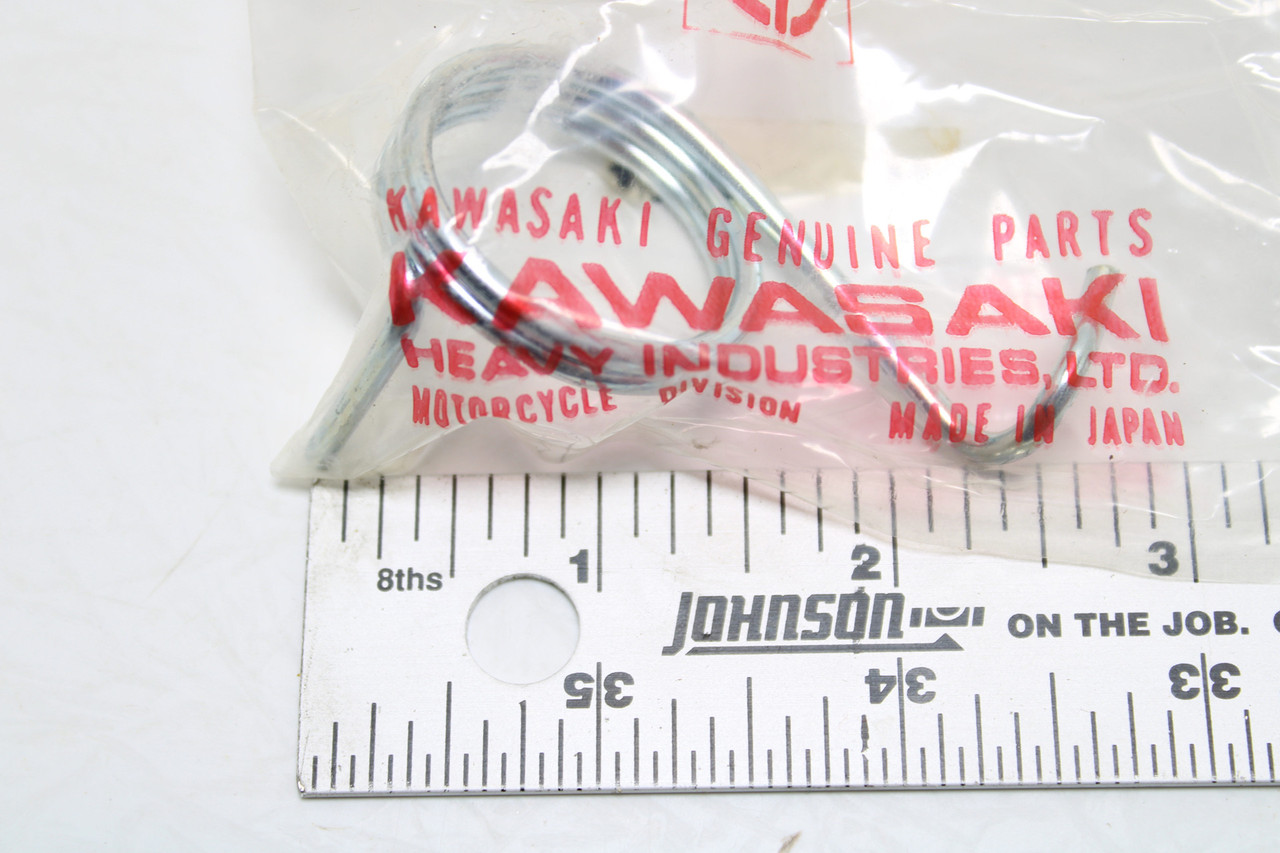 KAWASAKI GENUINE PARTS
KAWASAKI
HEAVY INDUSTRIES, LTD.
MOTORCYCLE DIVISION MADE IN JAPAN
1 2 3
8ths
JOHNSON ON THE JOB.
35 34 33